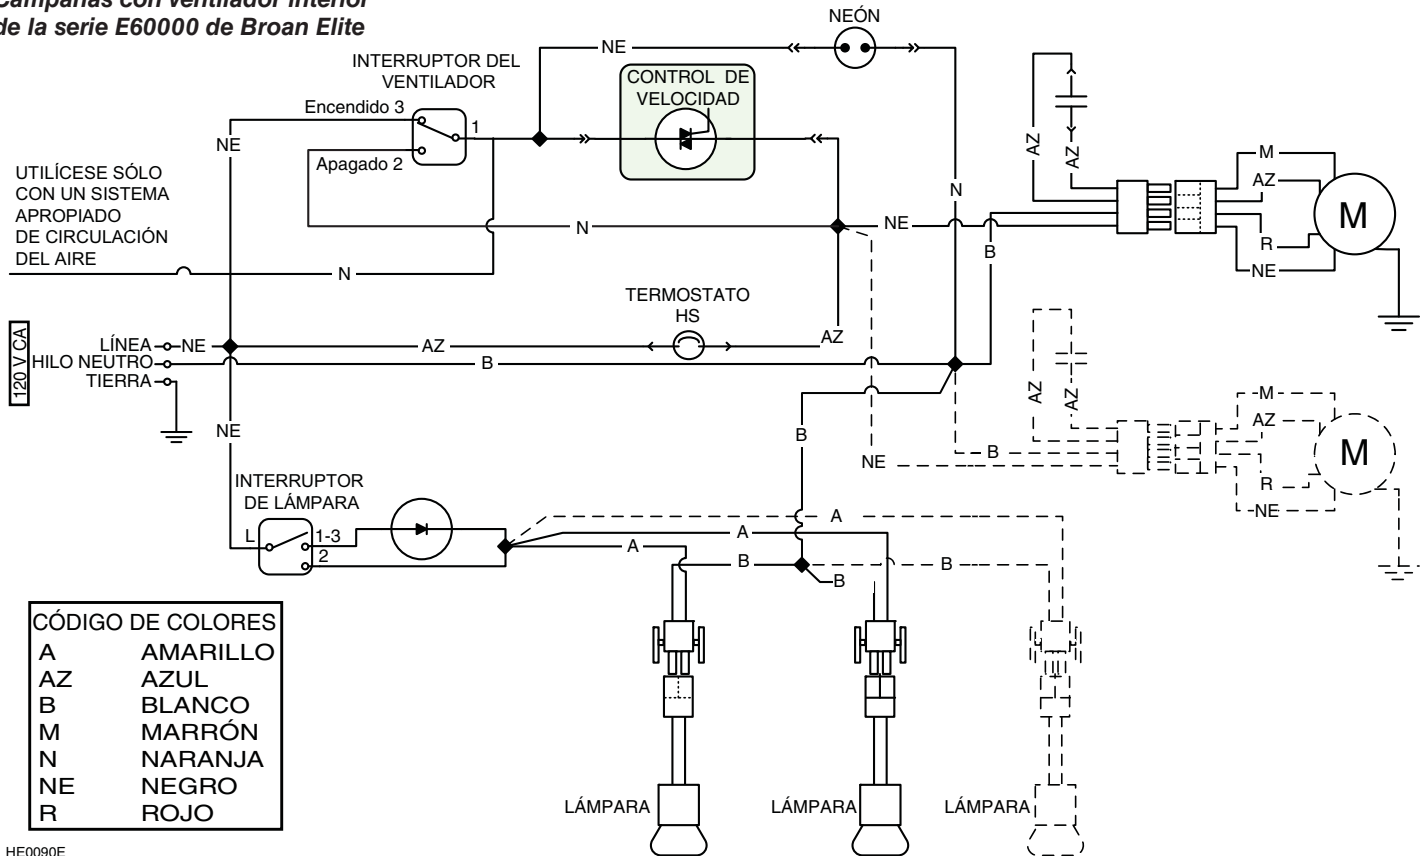 Campanas con ventilador interior
de la serie E60000 de Broan Elite
NEÓN
NE
INTERRUPTOR DEL
VENTILADOR
CONTROL DE
VELOCIDAD
Encendido 3
1
NE
Apagado 2
AZ
AZ
M
AZ
M
R
NE
UTILÍCESE SÓLO
CON UN SISTEMA
APROPIADO
DE CIRCULACIÓN
DEL AIRE
N
N
NE
B
N
TERMOSTATO
HS
120 V CA
LÍNEA
NE
AZ
AZ
HILO NEUTRO
B
TIERRA
AZ
AZ
M
AZ
M
R
NE
NE
B
B
NE
INTERRUPTOR
DE LÁMPARA
L
1-3
2
A
A
A
B
B
B
CÓDIGO DE COLORES
A AMARILLO
AZ AZUL
B BLANCO
M MARRÓN
N NARANJA
NE NEGRO
R ROJO
LÁMPARA
LÁMPARA
LÁMPARA
HE0090E